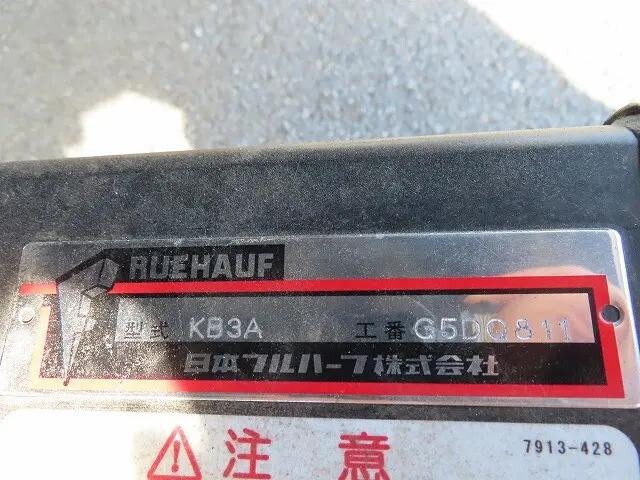 RUEHAUF
型式 KB3A 工番 G5DQ811
日本フルハーフ株式会社
⚠注意 7913-428